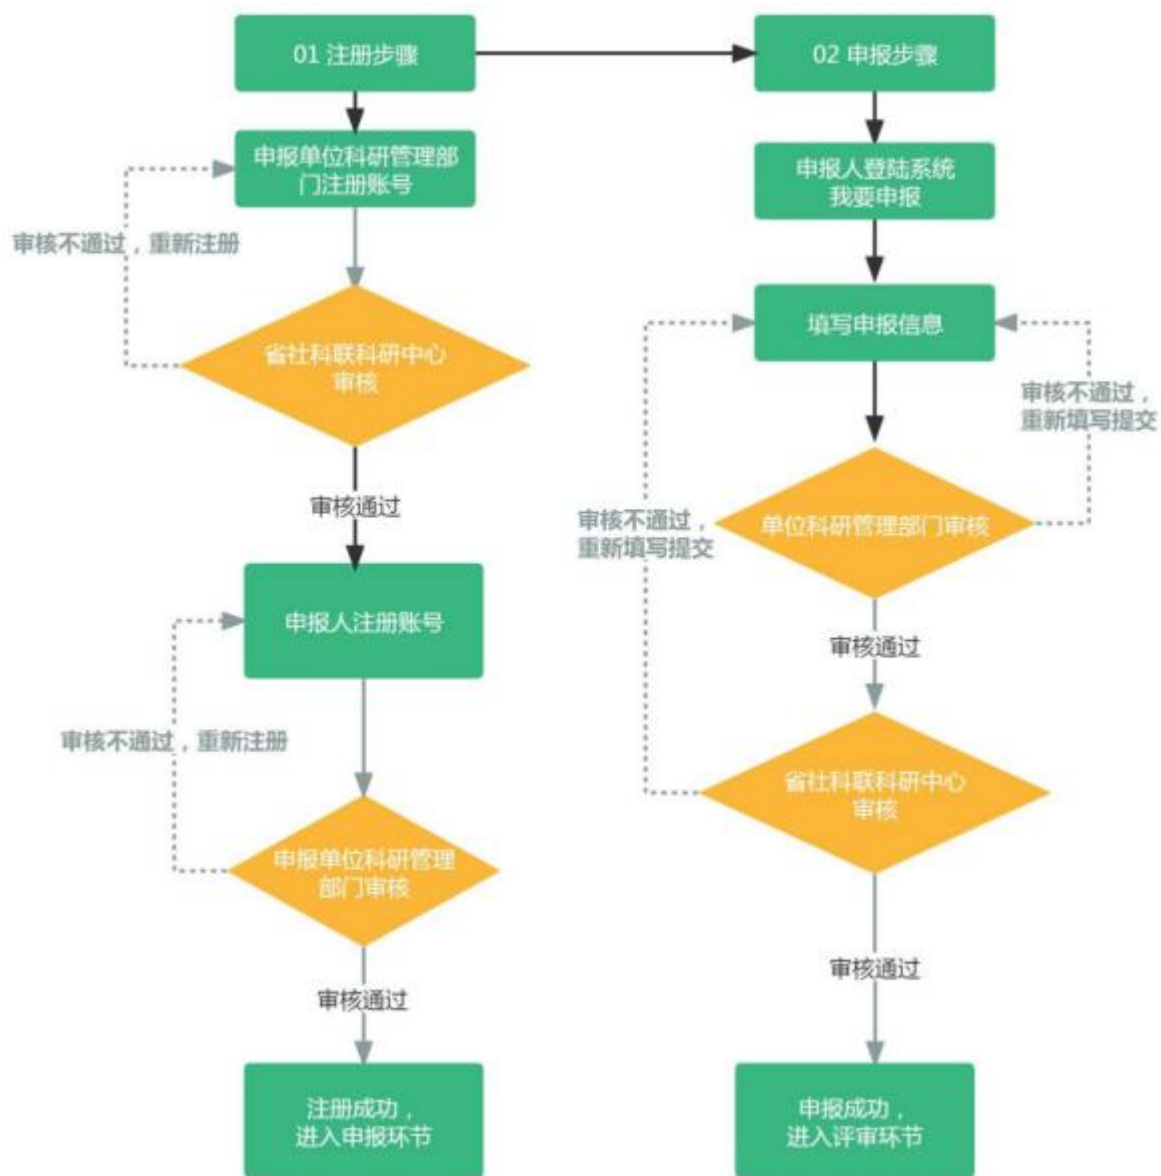 01 注册步骤
申报单位科研管理部
门注册账号
审核不通过，重新注册
省社科联科研中心
审核
审核通过
申报人注册账号
审核不通过，重新注册
申报单位科研管理
部门审核
审核通过
注册成功，
进入申报环节
02 申报步骤
申报人登陆系统
我要申报
填写申报信息
审核不通过，
重新填写提交
单位科研管理部门审核
审核不通过，
重新填写提交
审核通过
省社科联科研中心
审核
审核通过
申报成功，
进入评审环节